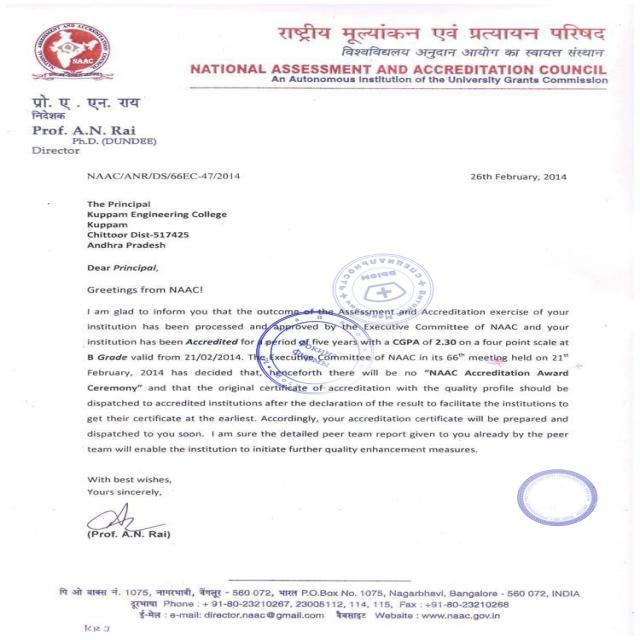 राष्ट्रीय मूल्यांकन एवं प्रत्यायन परिषद
विश्वविद्यालय अनुदान आयोग का स्वायत्त संस्थान
NATIONAL ASSESSMENT AND ACCREDITATION COUNCIL
An Autonomous Institution of the University Grants Commission
NAAC
प्रो. ए . एन. राय
निदेशक
Prof. A.N. Rai
Ph.D. (DUNDEE)
Director
NAAC/ANR/DS/66EC-47/2014
26th February, 2014
The Principal
Kuppam Engineering College
Kuppam
Chittoor Dist-517425
Andhra Pradesh
Dear Principal,
Greetings from NAAC!
I am glad to inform you that the outcome of the Assessment and Accreditation exercise of your
institution has been processed and approved by the Executive Committee of NAAC and your
institution has been Accredited for a period of five years with a CGPA of 2.30 on a four point scale at
B Grade valid from 21/02/2014. The Executive Committee of NAAC in its 66th meeting held on 21st
February, 2014 has decided that, henceforth there will be no “NAAC Accreditation Award
Ceremony” and that the original certificate of accreditation with the quality profile should be
dispatched to accredited institutions after the declaration of the result to facilitate the institutions to
get their certificate at the earliest. Accordingly, your accreditation certificate will be prepared and
dispatched to you soon. I am sure the detailed peer team report given to you already by the peer
team will enable the institution to initiate further quality enhancement measures.
With best wishes,
Yours sincerely,
(Prof. A.N. Rai)
पि ओ बाक्स नं. 1075, नागरभावी, बेंगलूर - 560 072, भारत P.O.Box No. 1075, Nagarbhavi, Bangalore - 560 072, INDIA
दूरभाषा Phone : + 91-80-23210267, 23005112, 114, 115, Fax : +91-80-23210268
ई-मेल : e-mail: director.naac@gmail.com वैबसाइट Website : www.naac.gov.in